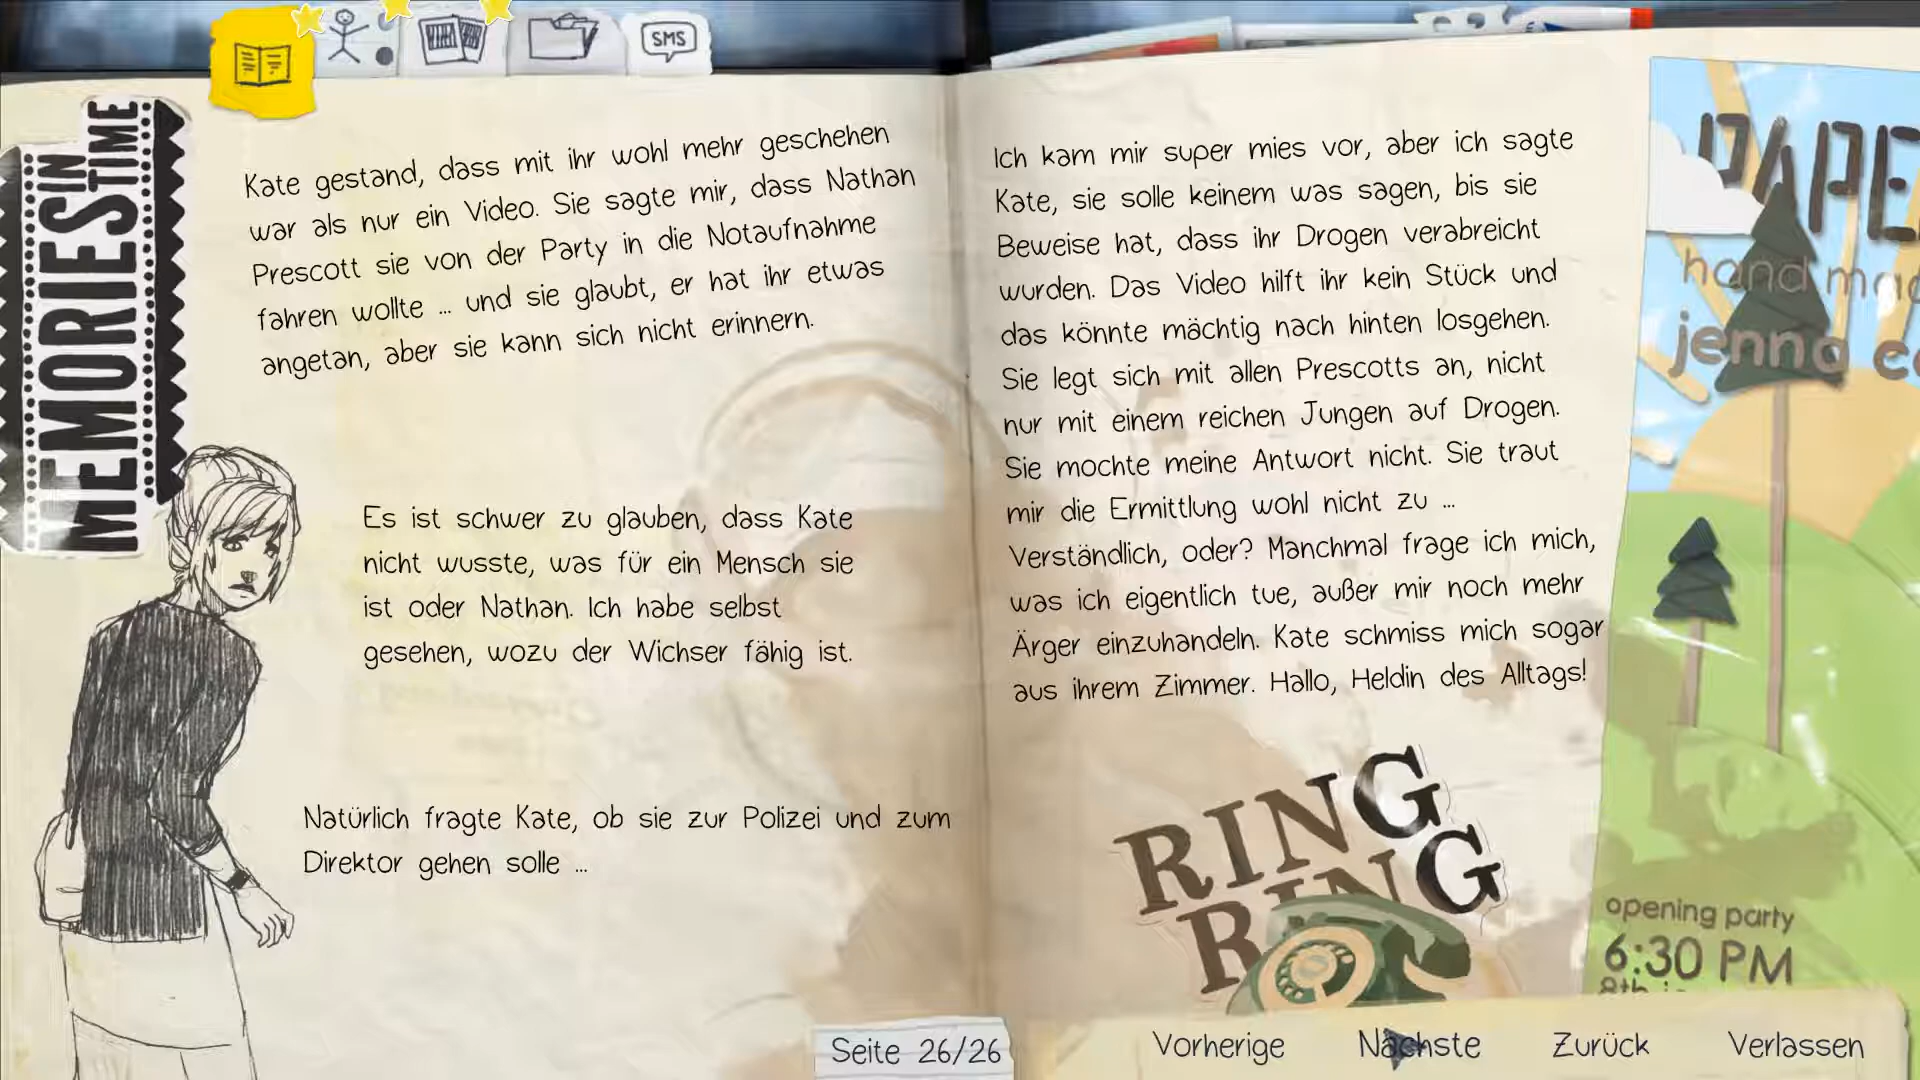 SMS
MEMORIES IN TIME
Kate gestand, dass mit ihr wohl mehr geschehen
war als nur ein Video. Sie sagte mir, dass Nathan
Prescott sie von der Party in die Notaufnahme
fahren wollte ... und sie glaubt, er hat ihr etwas
angetan, aber sie kann sich nicht erinnern.
Es ist schwer zu glauben, dass Kate
nicht wusste, was für ein Mensch sie
ist oder Nathan. Ich habe selbst
gesehen, wozu der Wichser fähig ist.
Natürlich fragte Kate, ob sie zur Polizei und zum
Direktor gehen solle ...
Ich kam mir super mies vor, aber ich sagte
Kate, sie solle keinem was sagen, bis sie
Beweise hat, dass ihr Drogen verabreicht
wurden. Das Video hilft ihr kein Stück und
das könnte mächtig nach hinten losgehen.
Sie legt sich mit allen Prescotts an, nicht
nur mit einem reichen Jungen auf Drogen.
Sie mochte meine Antwort nicht. Sie traut
mir die Ermittlung wohl nicht zu ...
Verständlich, oder? Manchmal frage ich mich,
was ich eigentlich tue, außer mir noch mehr
Ärger einzuhandeln. Kate schmiss mich sogar
aus ihrem Zimmer. Hallo, Heldin des Alltags!
RING
RING
PAPE
hand mad
jenna
opening party
6:30 PM
8th
Seite 26/26
Vorherige
Nächste
Zurück
Verlassen